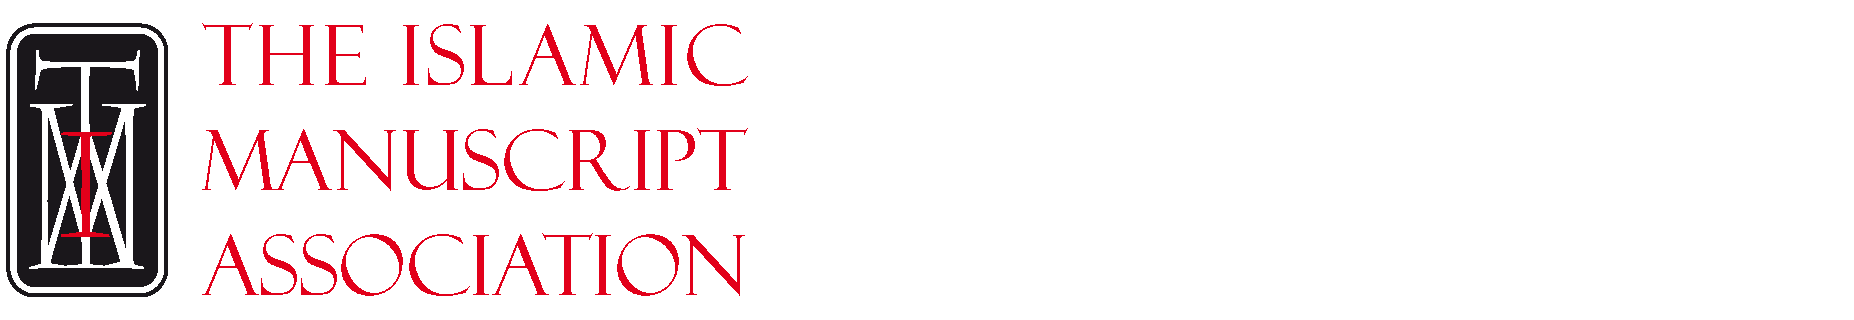 THE ISLAMIC
MANUSCRIPT
ASSOCIATION